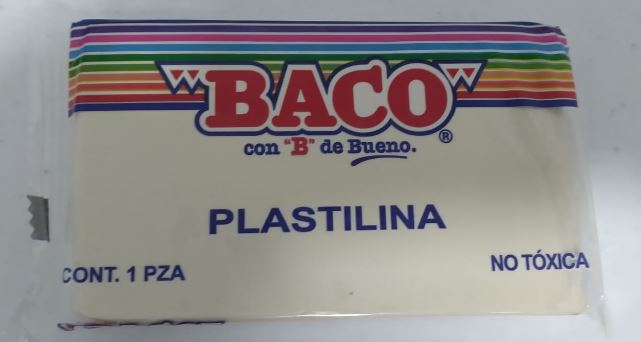 BACO®
con "B" de Bueno.
PLASTILINA
CONT. 1 PZA
NO TÓXICA